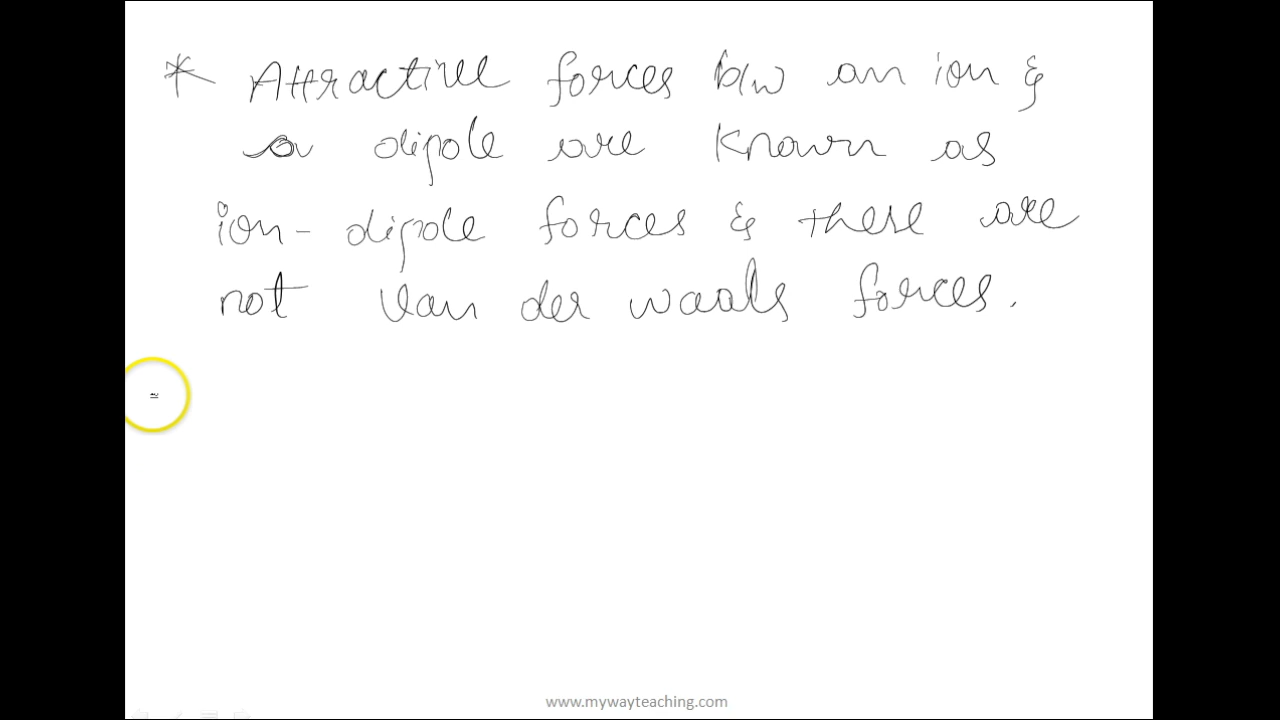 * Attractive forces b/w an ion &
a dipole are known as
ion-dipole forces & these are
not van der waals forces.
www.mywayteaching.com